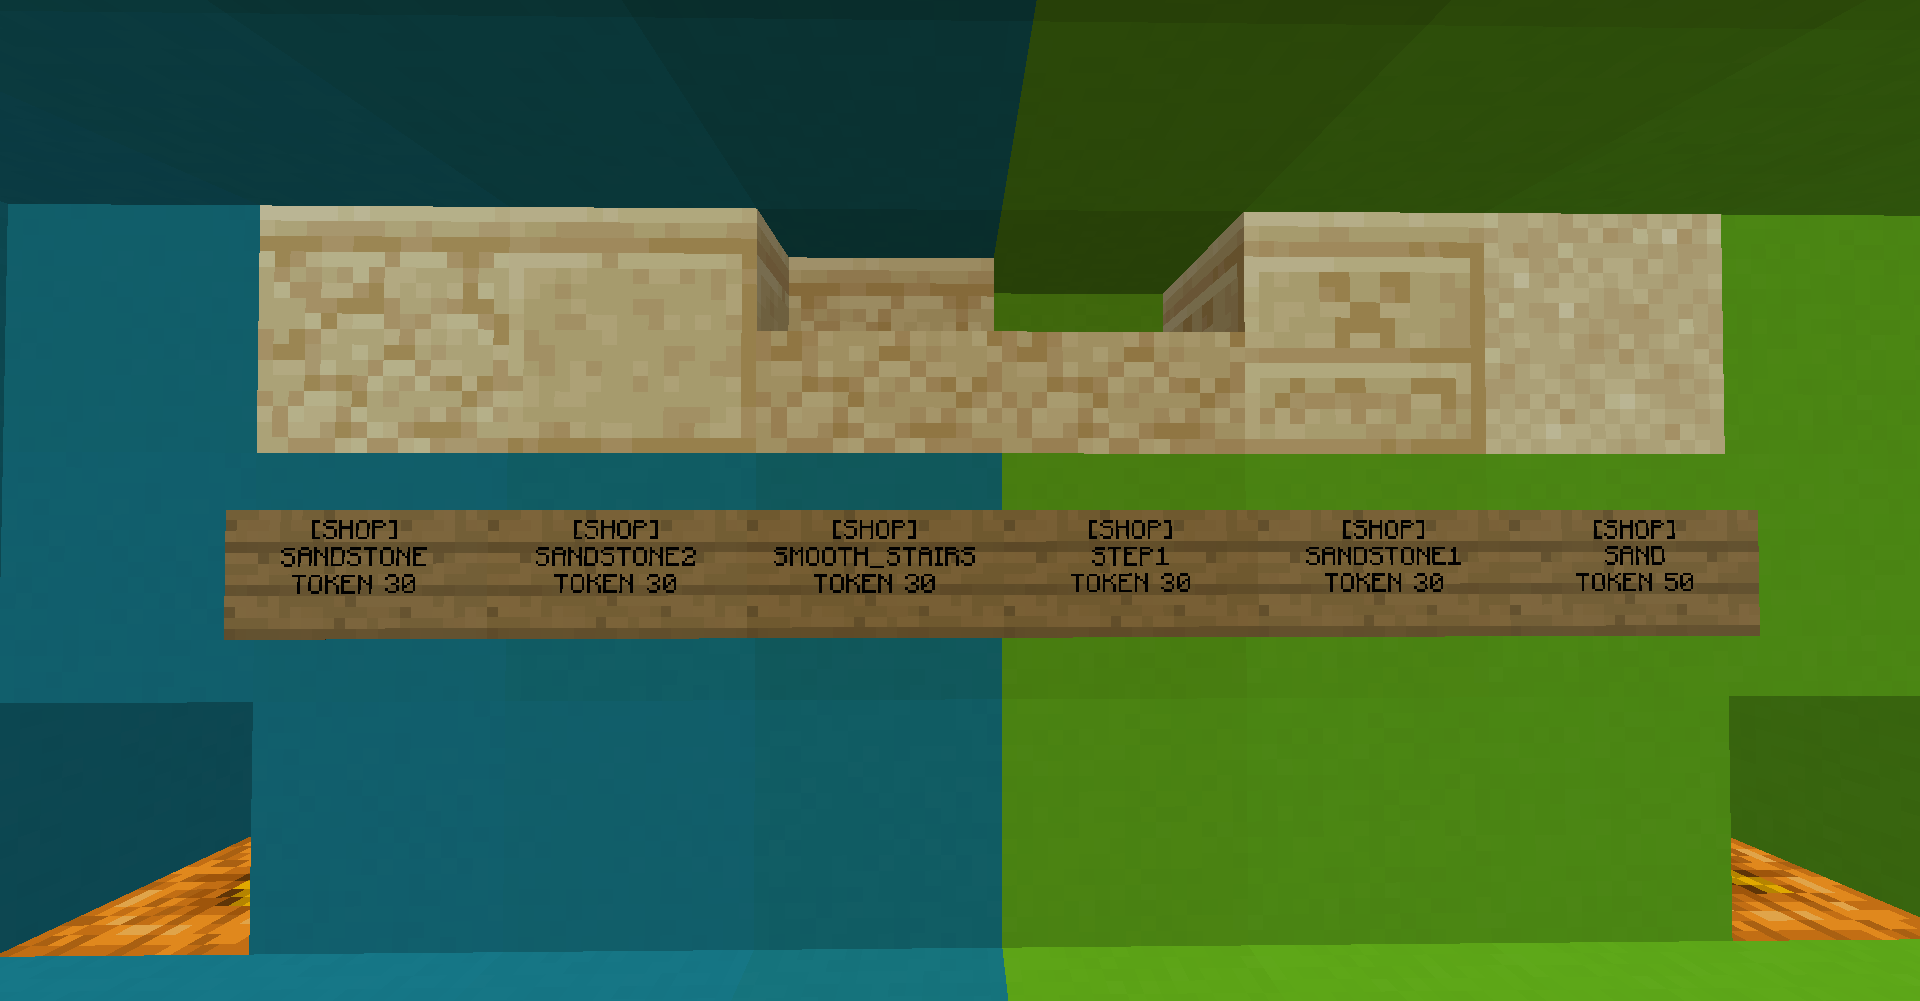 [SHOP]
SANDSTONE
TOKEN 30
[SHOP]
SANDSTONE2
TOKEN 30
[SHOP]
SMOOTH_STAIRS
TOKEN 30
[SHOP]
STEP1
TOKEN 30
[SHOP]
SANDSTONE1
TOKEN 30
[SHOP]
SAND
TOKEN 50